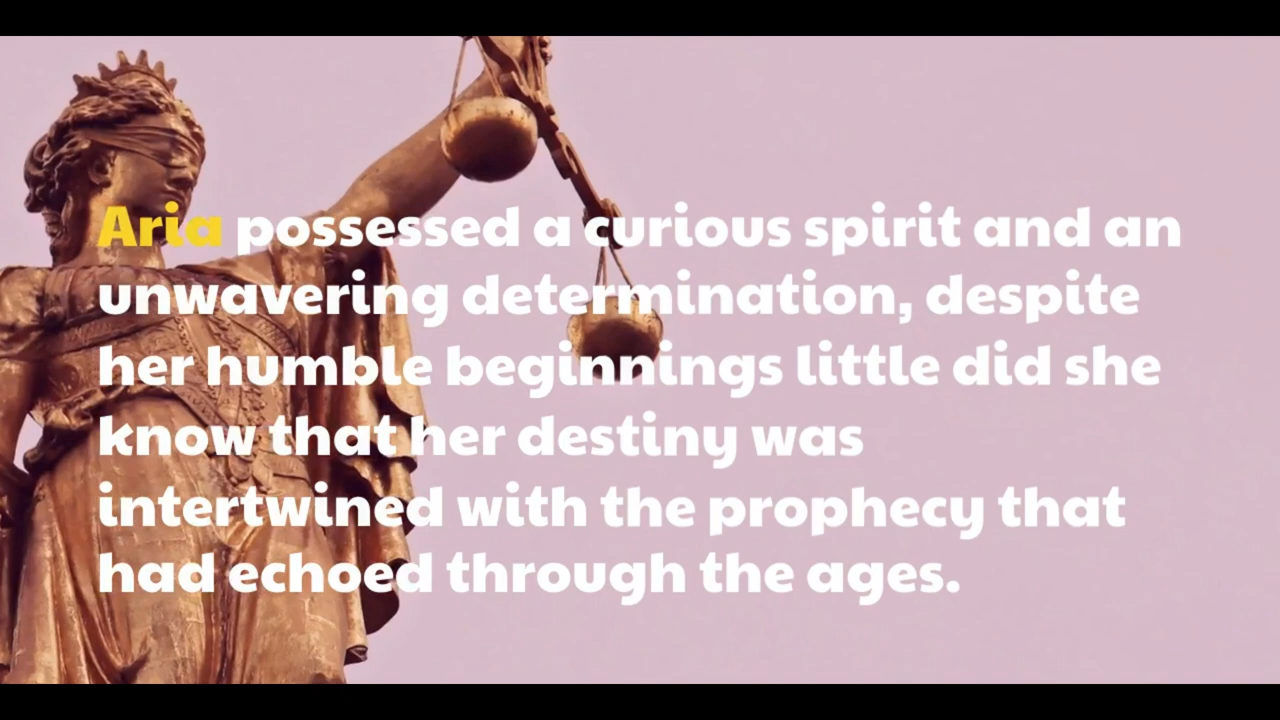 Aria possessed a curious spirit and an
unwavering determination, despite
her humble beginnings little did she
know that her destiny was
intertwined with the prophecy that
had echoed through the ages.